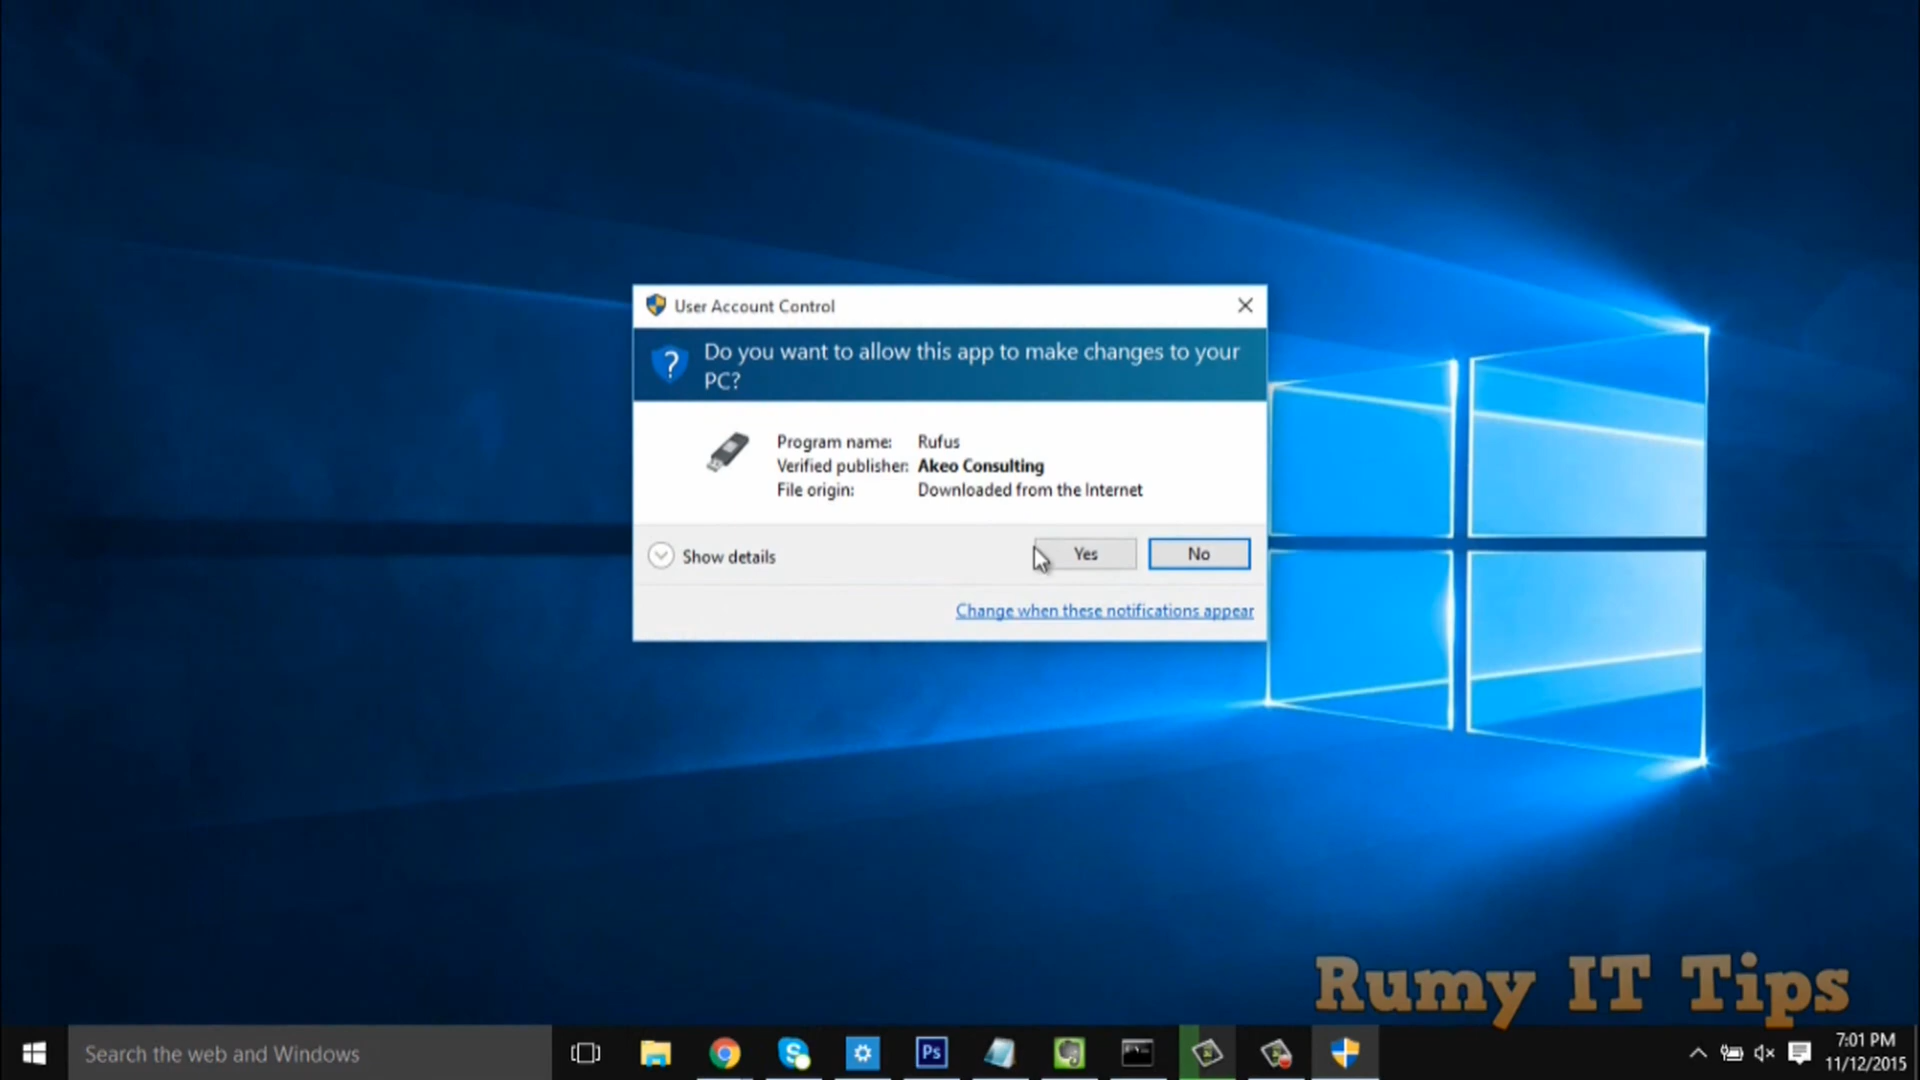 User Account Control
Do you want to allow this app to make changes to your
PC?
Program name: Rufus
Verified publisher: Akeo Consulting
File origin: Downloaded from the Internet
Show details
Yes
No
Change when these notifications appear
Rumy IT Tips
Search the web and Windows
Ps
7:01 PM
11/12/2015